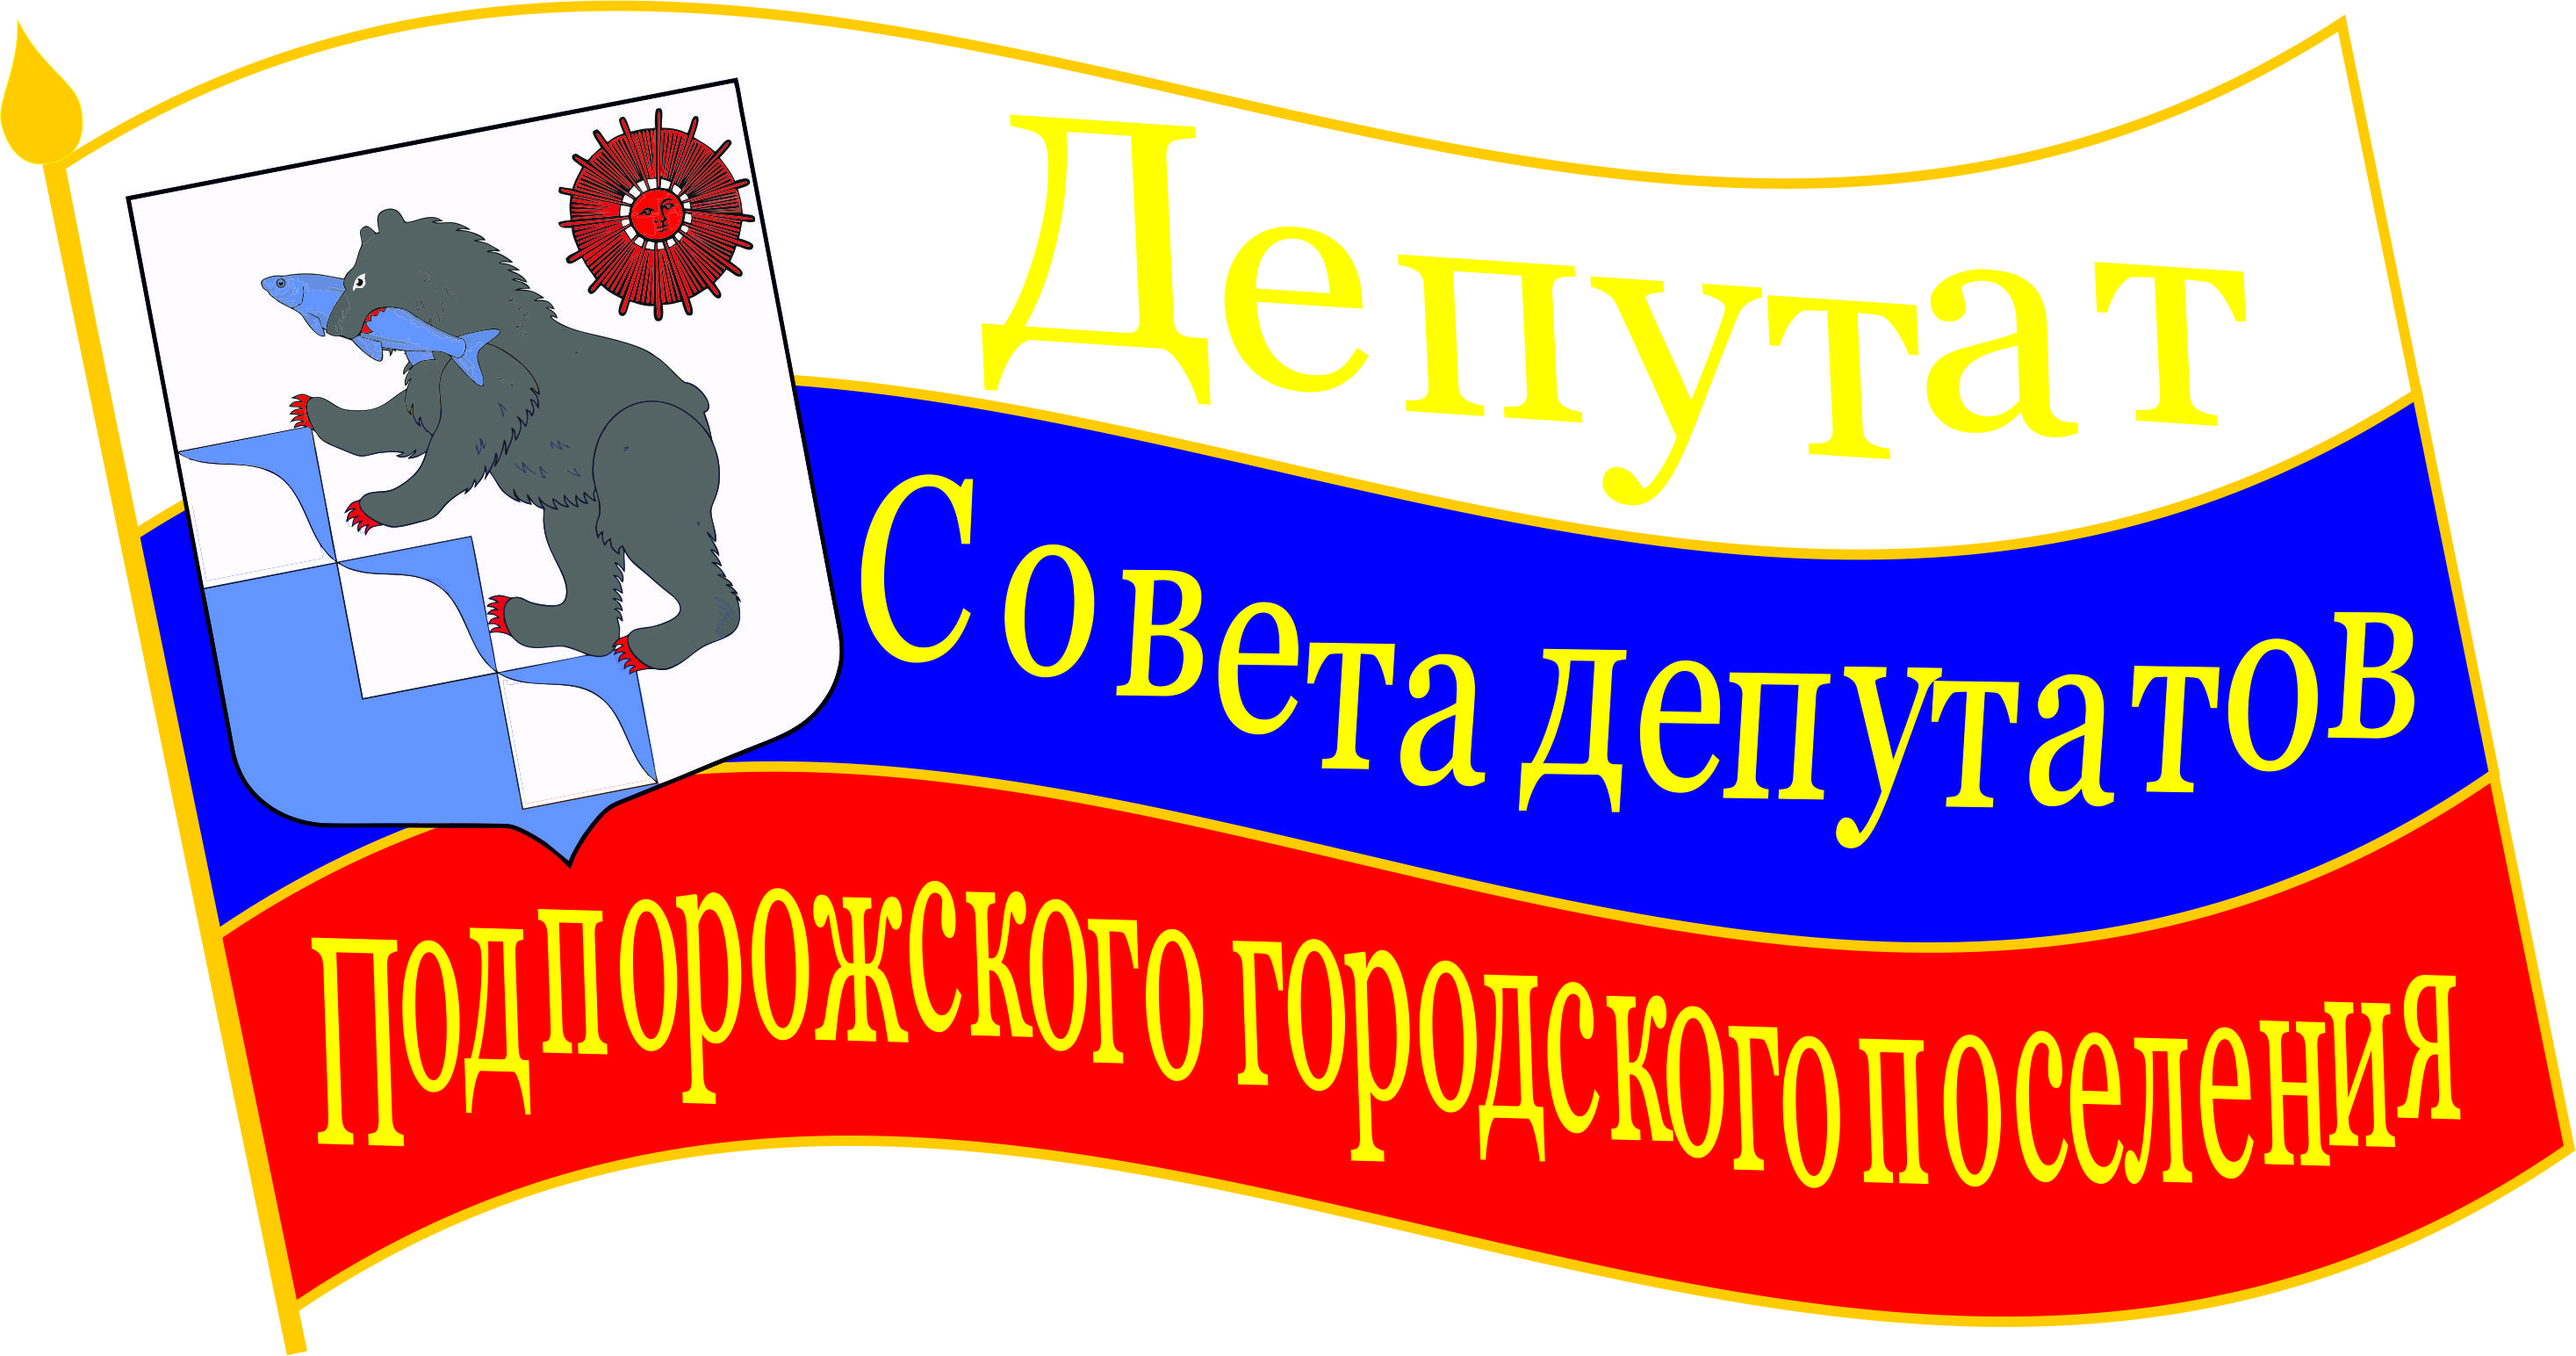 Депутат
Совета депутатов
Подпорожского городского поселения